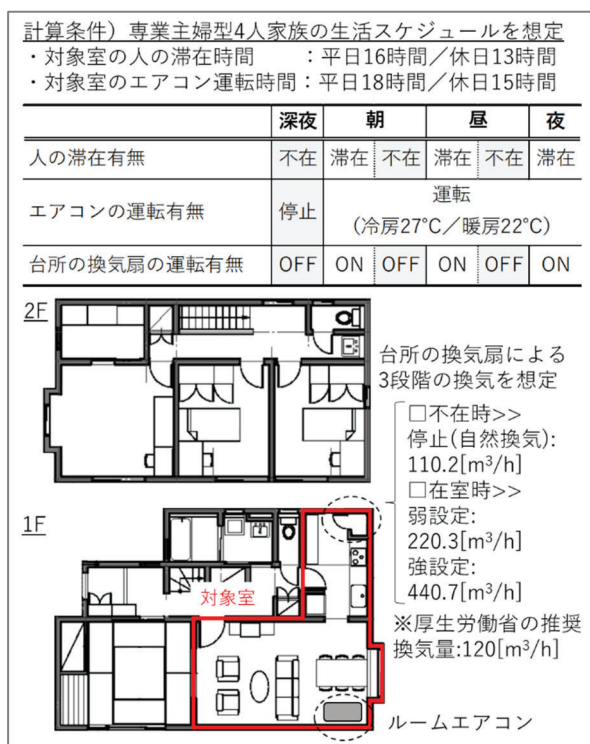 計算条件）専業主婦型4人家族の生活スケジュールを想定
・対象室の人の滞在時間　　：平日16時間／休日13時間
・対象室のエアコン運転時間：平日18時間／休日15時間
深夜 朝 昼 夜
人の滞在有無 不在 滞在 不在 滞在 不在 滞在
エアコンの運転有無 停止 運転
(冷房27°C／暖房22°C)
台所の換気扇の運転有無 OFF ON OFF ON OFF ON
2F
台所の換気扇による
3段階の換気を想定
□不在時>>
停止(自然換気):
110.2[m³/h]
□在室時>>
弱設定:
220.3[m³/h]
強設定:
440.7[m³/h]
※厚生労働省の推奨
換気量:120[m³/h]
1F
対象室
ルームエアコン